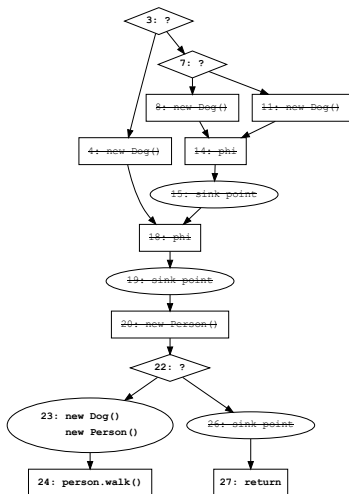 3: ?
7: ?
8: new Dog()
11: new Dog()
4: new Dog()
14: phi
15: sink point
18: phi
19: sink point
20: new Person()
22: ?
23: new Dog()
new Person()
26: sink point
24: person.walk()
27: return